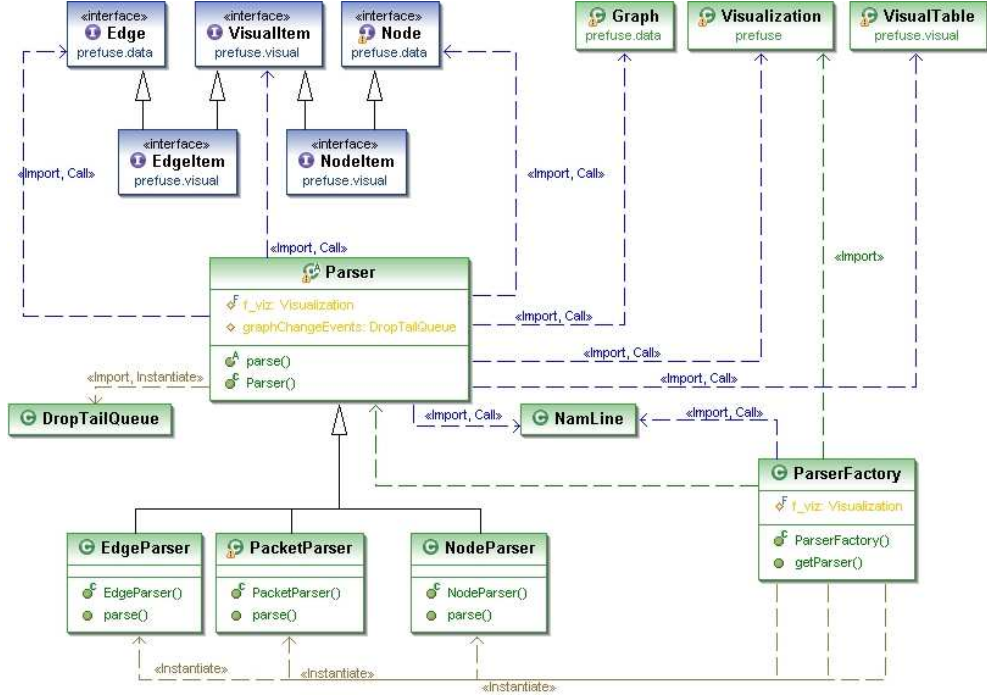 «interface»
Edge
prefuse.data
«interface»
VisualItem
prefuse.visual
«interface»
Node
prefuse.data
Graph
prefuse.data
Visualization
prefuse
VisualTable
prefuse.visual
«interface»
EdgeItem
prefuse.visual
«interface»
NodeItem
prefuse.visual
«Import, Call»
«Import, Call»
«Import, Call»
«Import»
Parser
f_viz: Visualization
graphChangeEvents: DropTailQueue
parse()
Parser()
«Import, Call»
«Import, Call»
«Import, Call»
«Import, Instantiate»
DropTailQueue
«Import, Call»
NamLine
«Import, Call»
ParserFactory
f_viz: Visualization
ParserFactory()
getParser()
EdgeParser
EdgeParser()
parse()
PacketParser
PacketParser()
parse()
NodeParser
NodeParser()
parse()
«Instantiate»
«Instantiate»
«Instantiate»